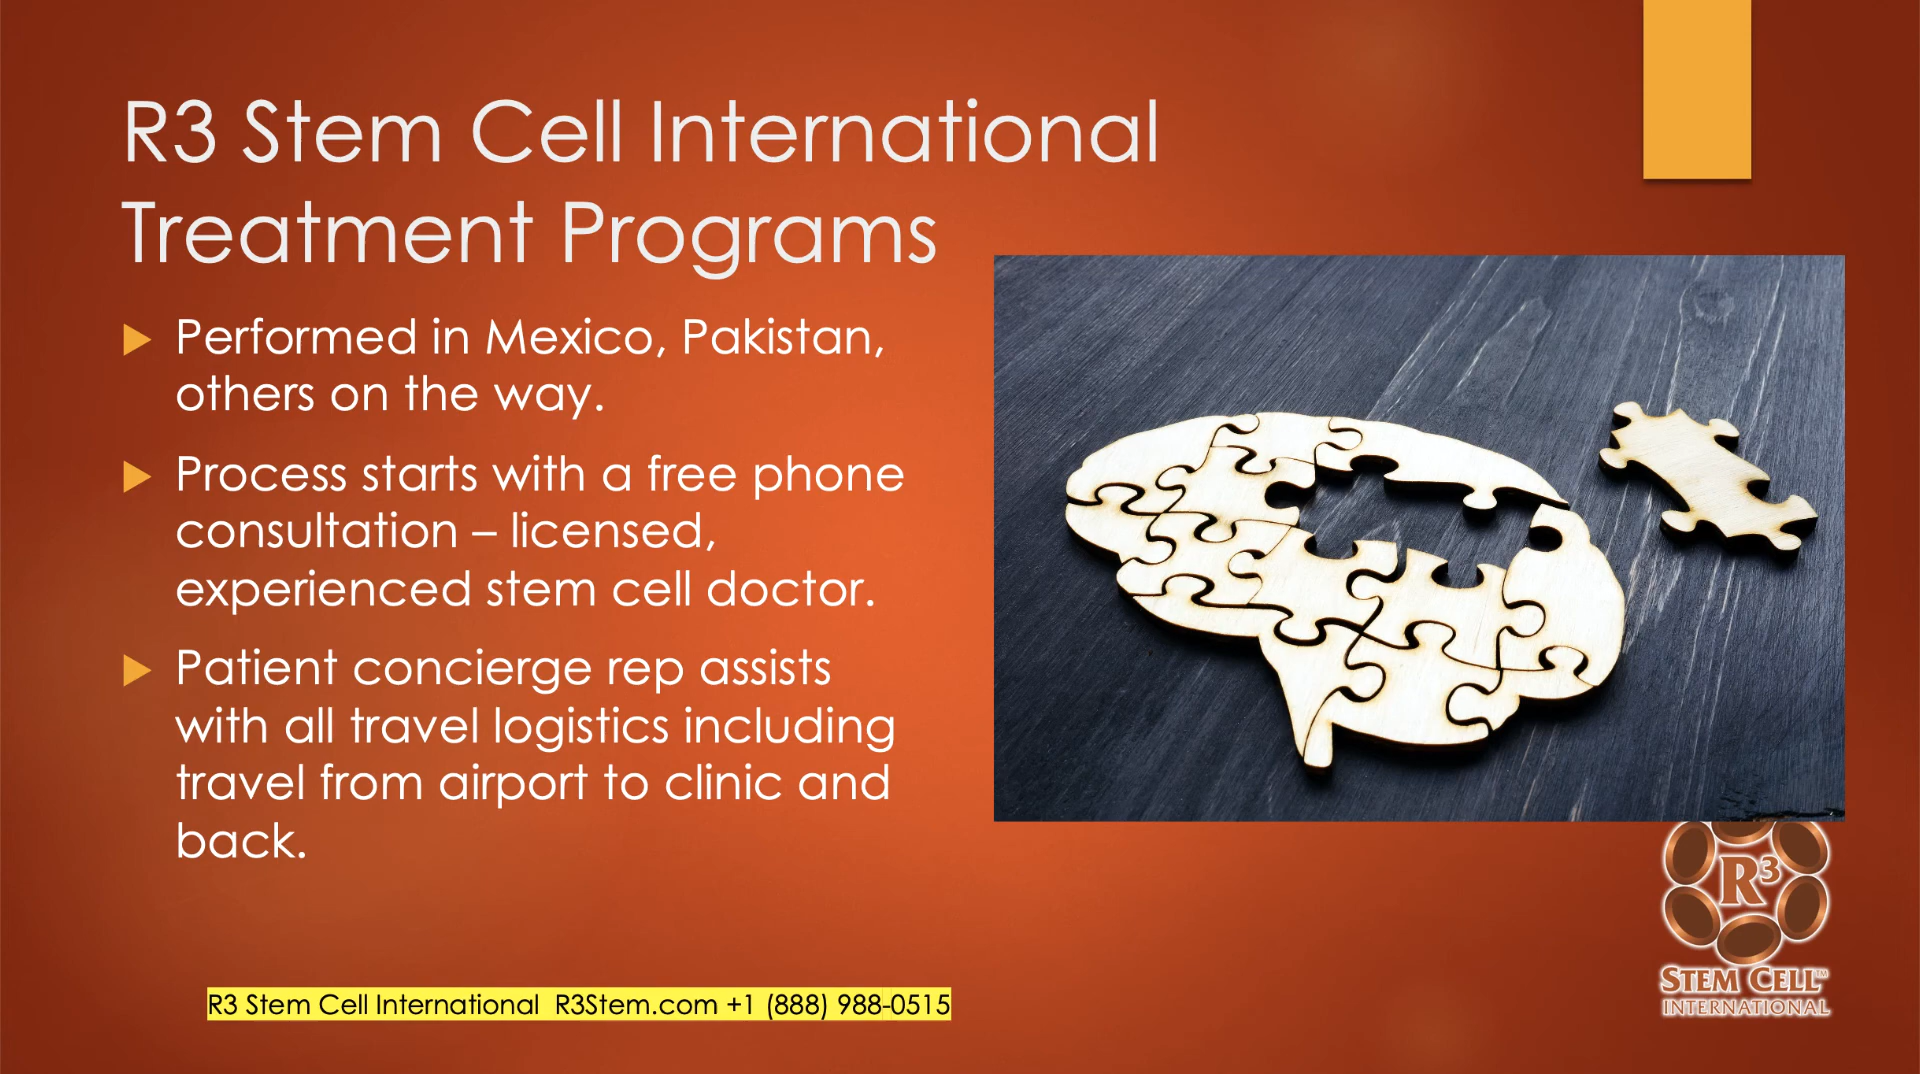 R3 Stem Cell International
Treatment Programs
Performed in Mexico, Pakistan,
others on the way.
Process starts with a free phone
consultation – licensed,
experienced stem cell doctor.
Patient concierge rep assists
with all travel logistics including
travel from airport to clinic and
back.
R3 Stem Cell International  R3Stem.com +1 (888) 988-0515
R³
STEM CELL™
INTERNATIONAL